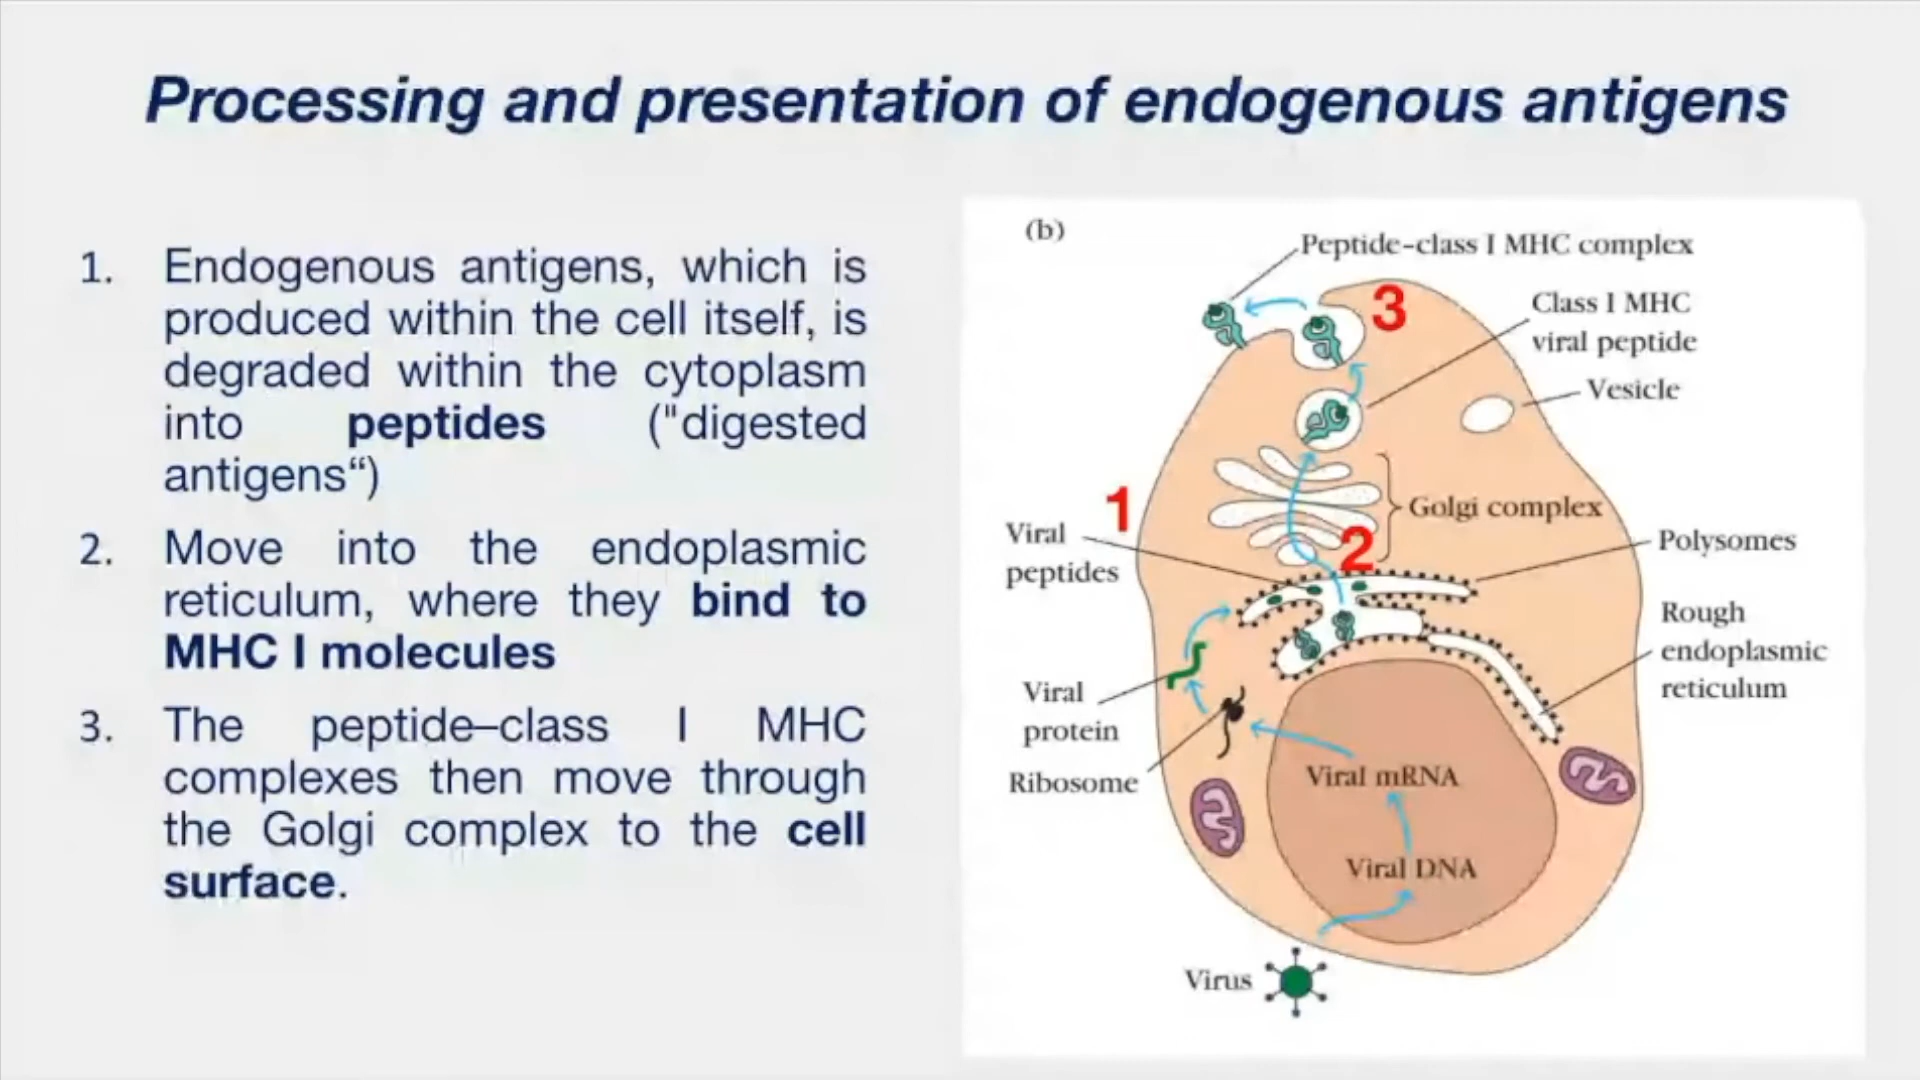 Processing and presentation of endogenous antigens
1. Endogenous antigens, which is
produced within the cell itself, is
degraded within the cytoplasm
into peptides ("digested
antigens“)
2. Move into the endoplasmic
reticulum, where they bind to
MHC I molecules
3. The peptide–class I MHC
complexes then move through
the Golgi complex to the cell
surface.
(b)
Peptide–class I MHC complex
3
Class I MHC
viral peptide
Vesicle
1
Golgi complex
2
Viral
peptides
Polysomes
Rough
endoplasmic
reticulum
Viral
protein
Ribosome
Viral mRNA
Viral DNA
Virus